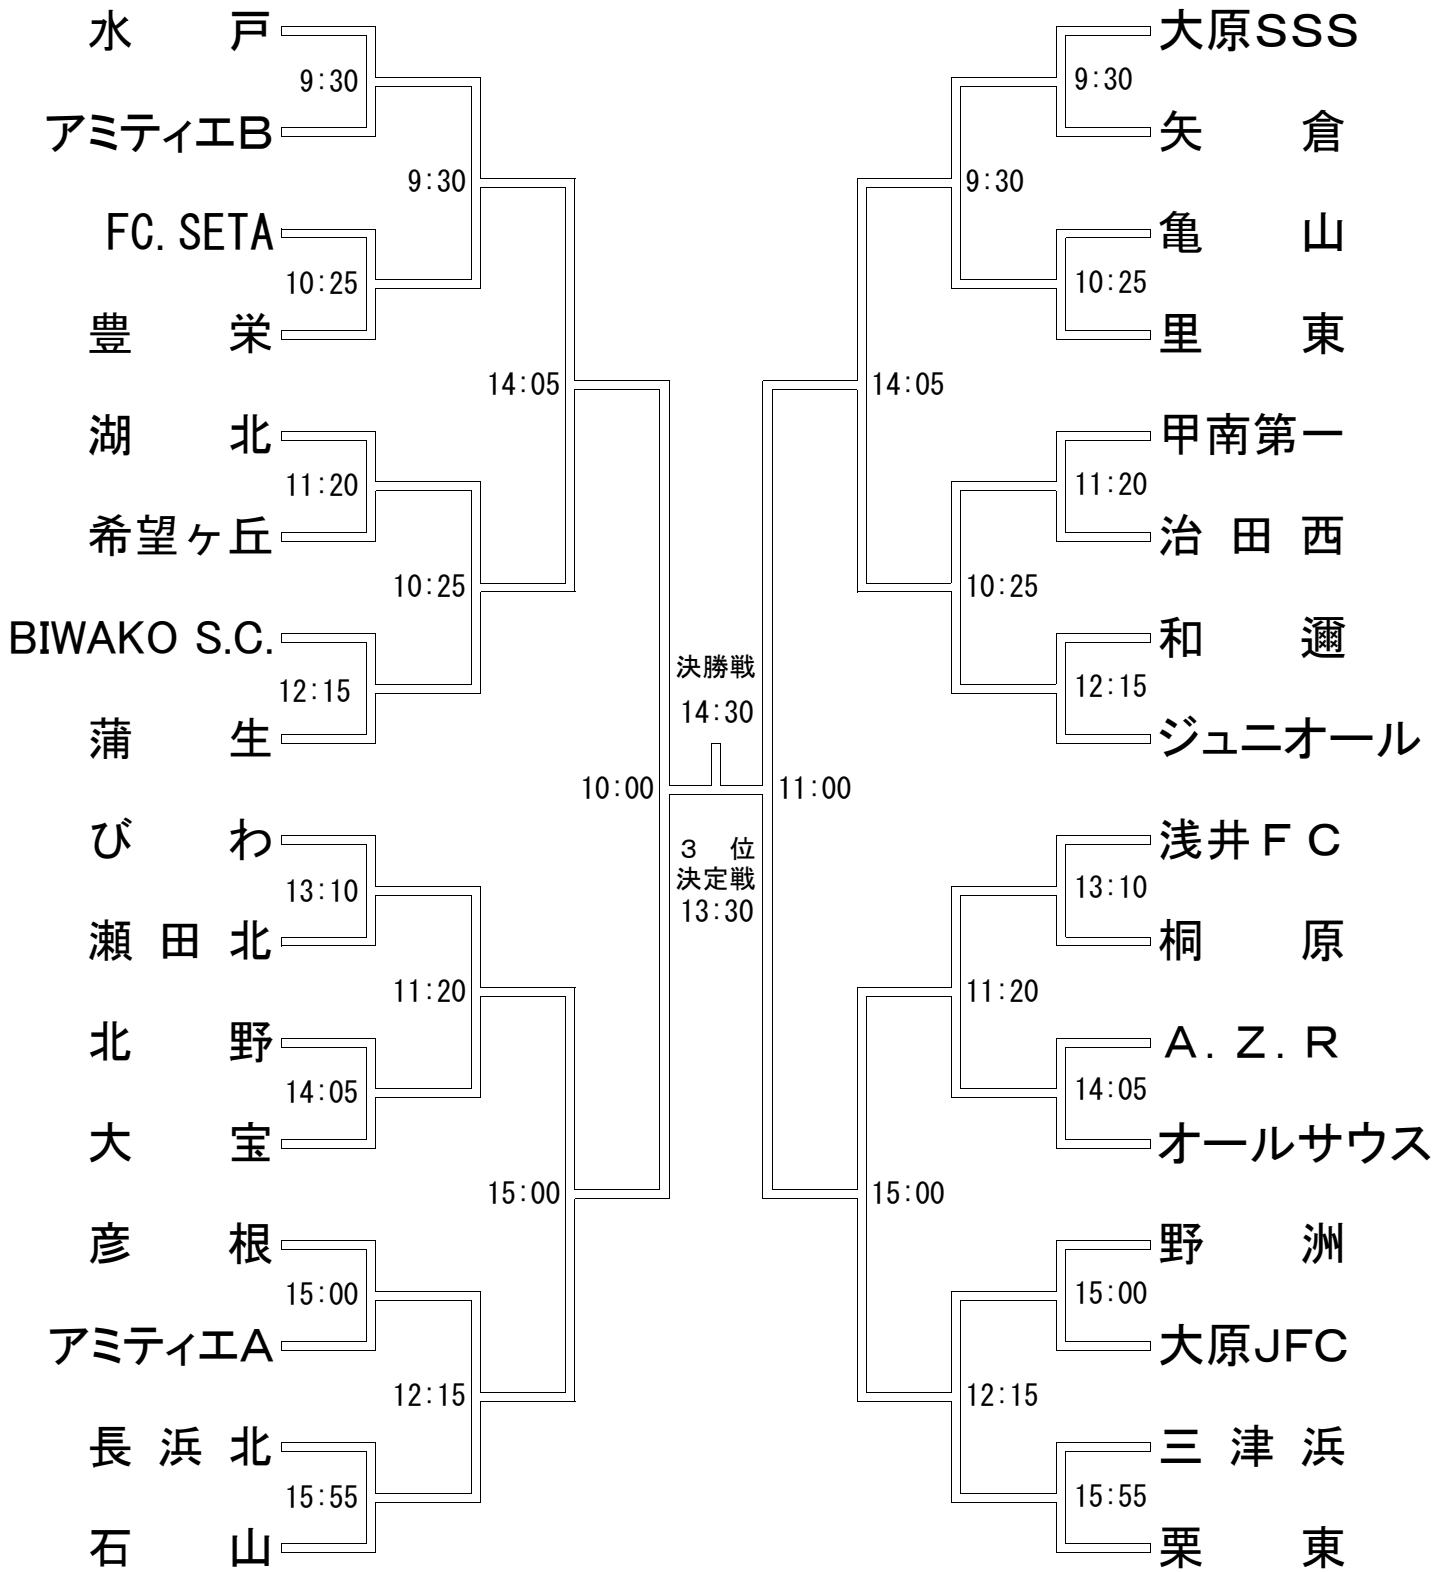 水　戸
9:30
アミティエB
9:30
FC. SETA
10:25
豊　栄
14:05
湖　北
11:20
希望ヶ丘
10:25
BIWAKO S.C.
12:15
蒲　生
10:00
びわ
13:10
瀬田北
11:20
北　野
14:05
大　宝
15:00
彦　根
15:00
アミティエA
12:15
長浜北
15:55
石　山
決勝戦
14:30
３　位
決定戦
13:30
大原SSS
9:30
矢　倉
9:30
亀　山
10:25
里　東
14:05
甲南第一
11:20
治田西
10:25
和　邇
12:15
ジュニオール
11:00
浅井ＦＣ
13:10
桐　原
11:20
Ａ．Ｚ．Ｒ
14:05
オールサウス
15:00
野　洲
15:00
大原JFC
12:15
三津浜
15:55
栗　東